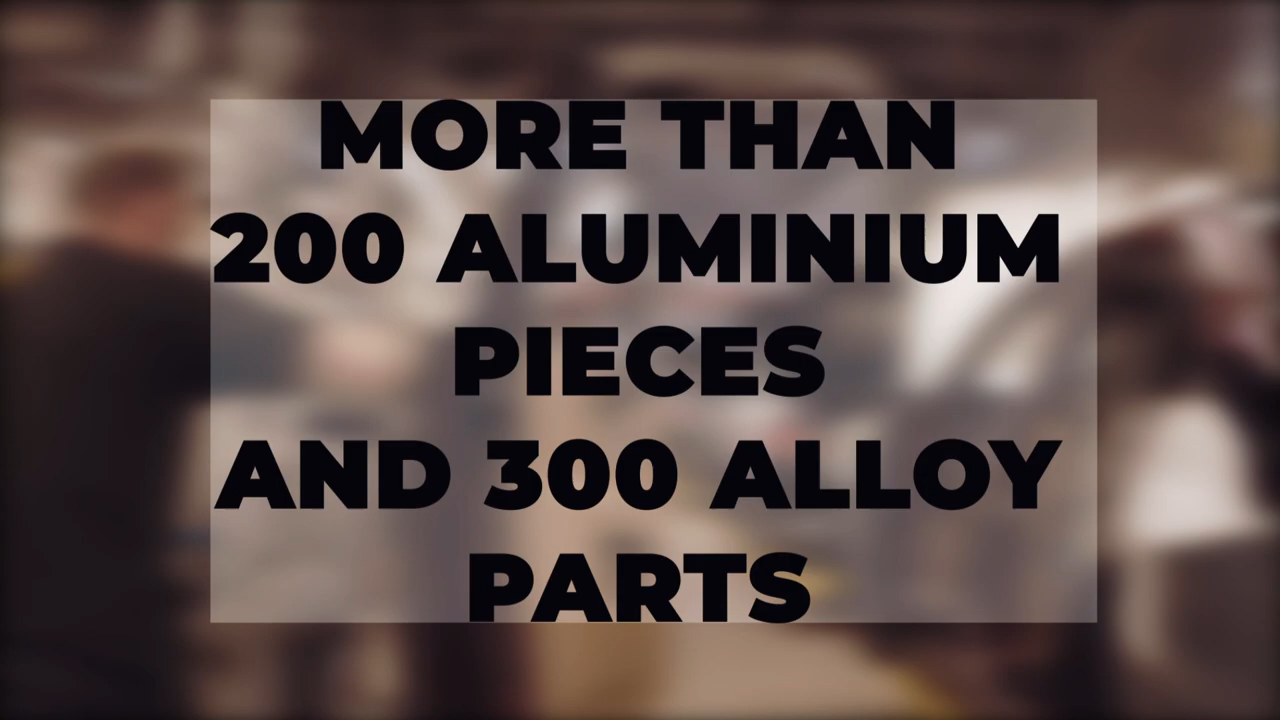 MORE THAN
200 ALUMINIUM
PIECES
AND 300 ALLOY
PARTS